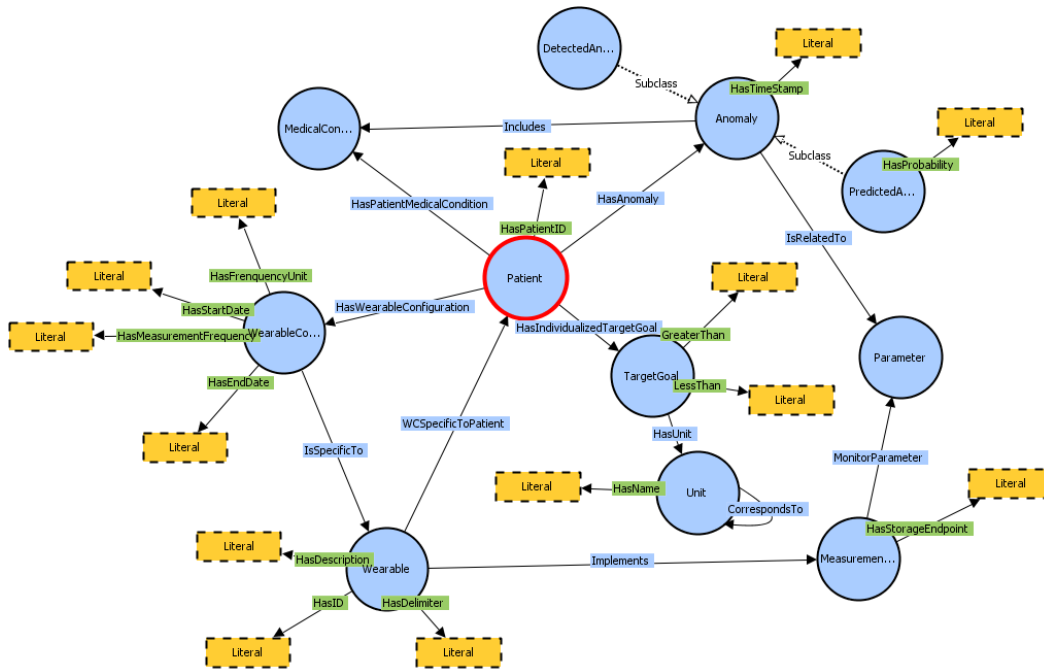 DetectedAn...
Literal
Subclass
HasTimeStamp
MedicalCon...
Includes
Anomaly
Literal
Literal
Subclass
HasProbability
PredictedA...
Literal
HasPatientMedicalCondition
HasAnomaly
HasPatientID
IsRelatedTo
Literal
HasFrenquencyUnit
Patient
Literal
HasStartDate
HasWearableConfiguration
HasIndividualizedTargetGoal
Literal
HasMeasurementFrequency
WearableCo...
GreaterThan
Parameter
HasEndDate
TargetGoal
LessThan
Literal
WCSpecificToPatient
Literal
IsSpecificTo
HasUnit
MonitorParameter
Literal
HasName
Unit
CorrespondsTo
Literal
HasStorageEndpoint
Literal
HasDescription
Wearable
Implements
Measuremen...
HasID
HasDelimiter
Literal
Literal